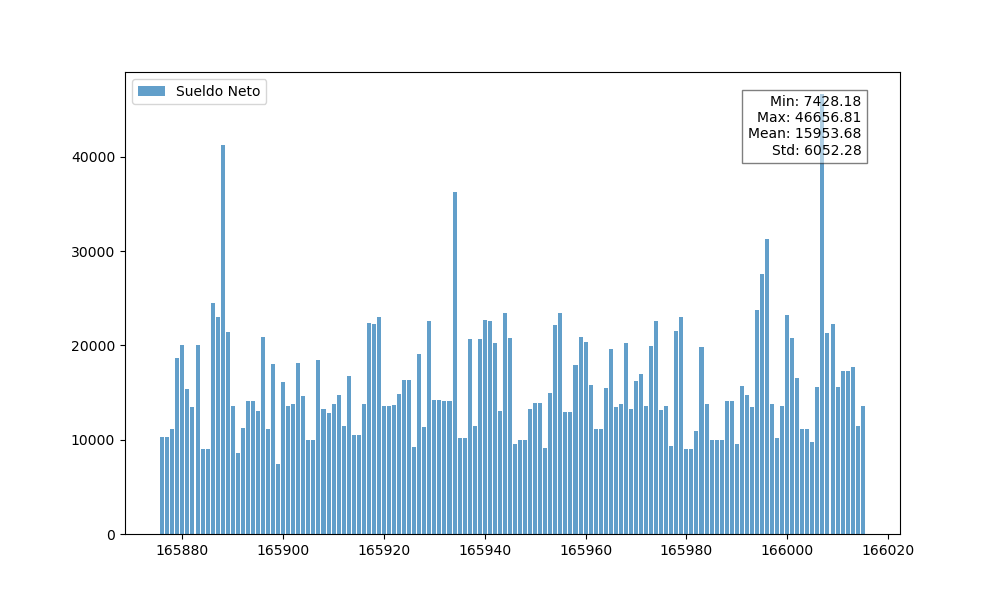 Sueldo Neto
Min: 7428.18
Max: 46656.81
Mean: 15953.68
Std: 6052.28
40000
30000
20000
10000
0
165880 165900 165920 165940 165960 165980 166000 166020